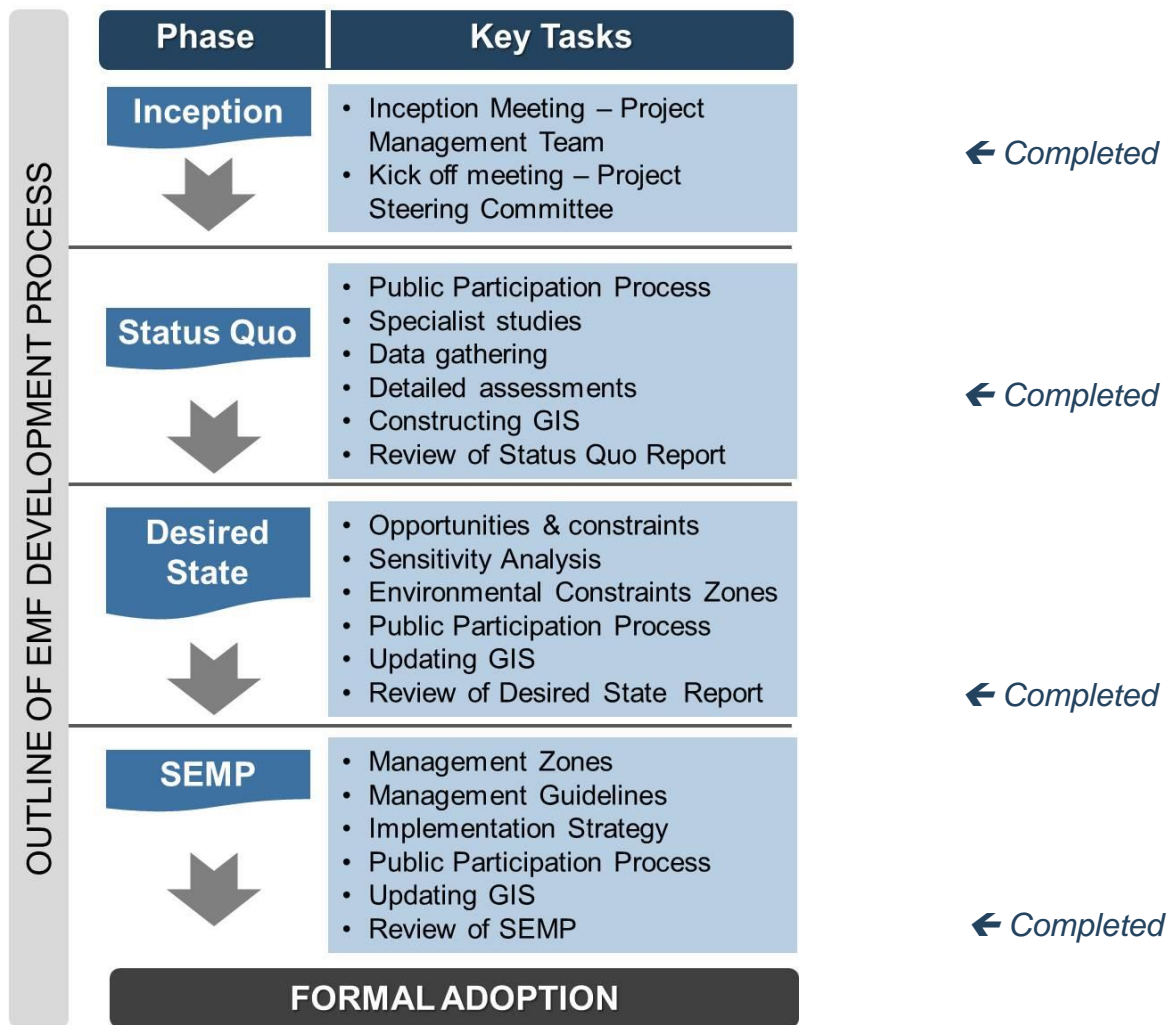 OUTLINE OF EMF DEVELOPMENT PROCESS
Phase
Key Tasks
Inception
• Inception Meeting – Project
Management Team
• Kick off meeting – Project
Steering Committee
← Completed
Status Quo
• Public Participation Process
• Specialist studies
• Data gathering
• Detailed assessments
• Constructing GIS
• Review of Status Quo Report
← Completed
Desired
State
• Opportunities & constraints
• Sensitivity Analysis
• Environmental Constraints Zones
• Public Participation Process
• Updating GIS
• Review of Desired State Report
← Completed
SEMP
• Management Zones
• Management Guidelines
• Implementation Strategy
• Public Participation Process
• Updating GIS
• Review of SEMP
← Completed
FORMAL ADOPTION